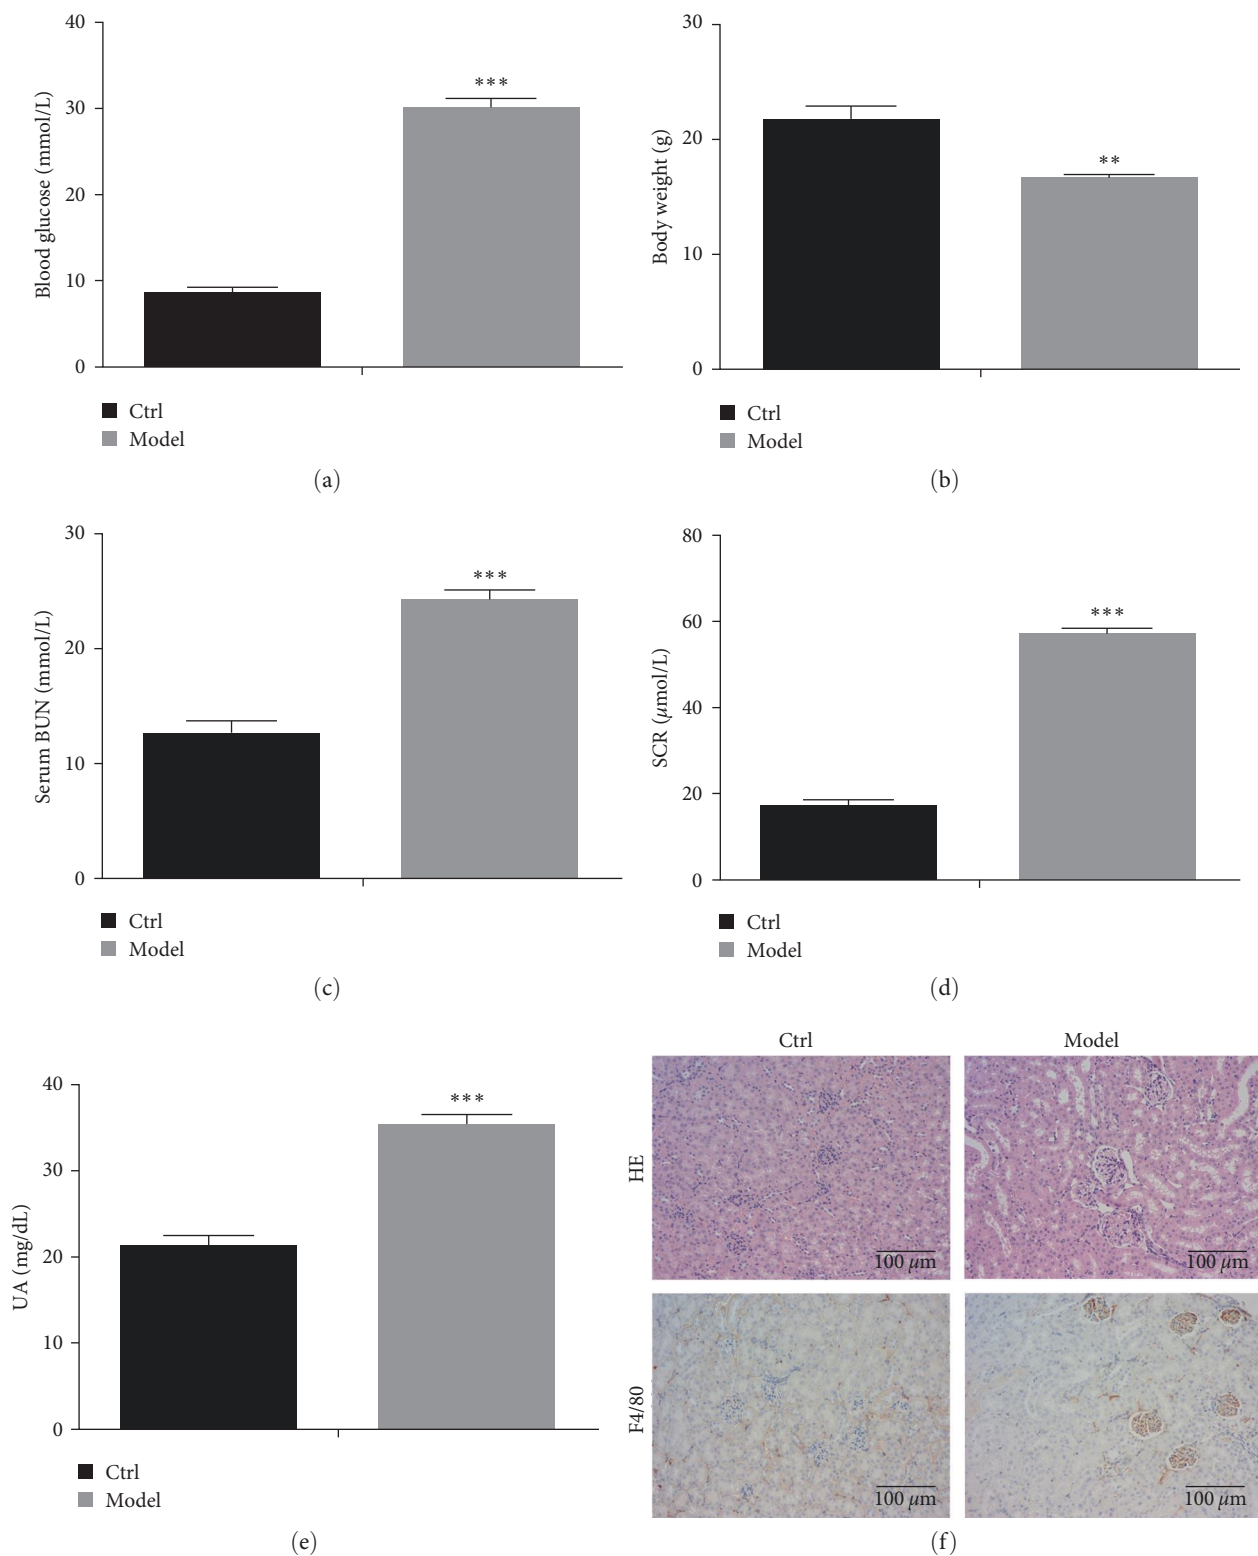 40
30
20
10
0
Blood glucose (mmol/L)
***
Ctrl
Model
(a)
30
20
10
0
Body weight (g)
**
Ctrl
Model
(b)
30
20
10
0
Serum BUN (mmol/L)
***
Ctrl
Model
(c)
80
60
40
20
0
SCR (µmol/L)
***
Ctrl
Model
(d)
40
30
20
10
0
UA (mg/dL)
***
Ctrl
Model
(e)
Ctrl
Model
HE
100 µm
100 µm
F4/80
100 µm
100 µm
(f)